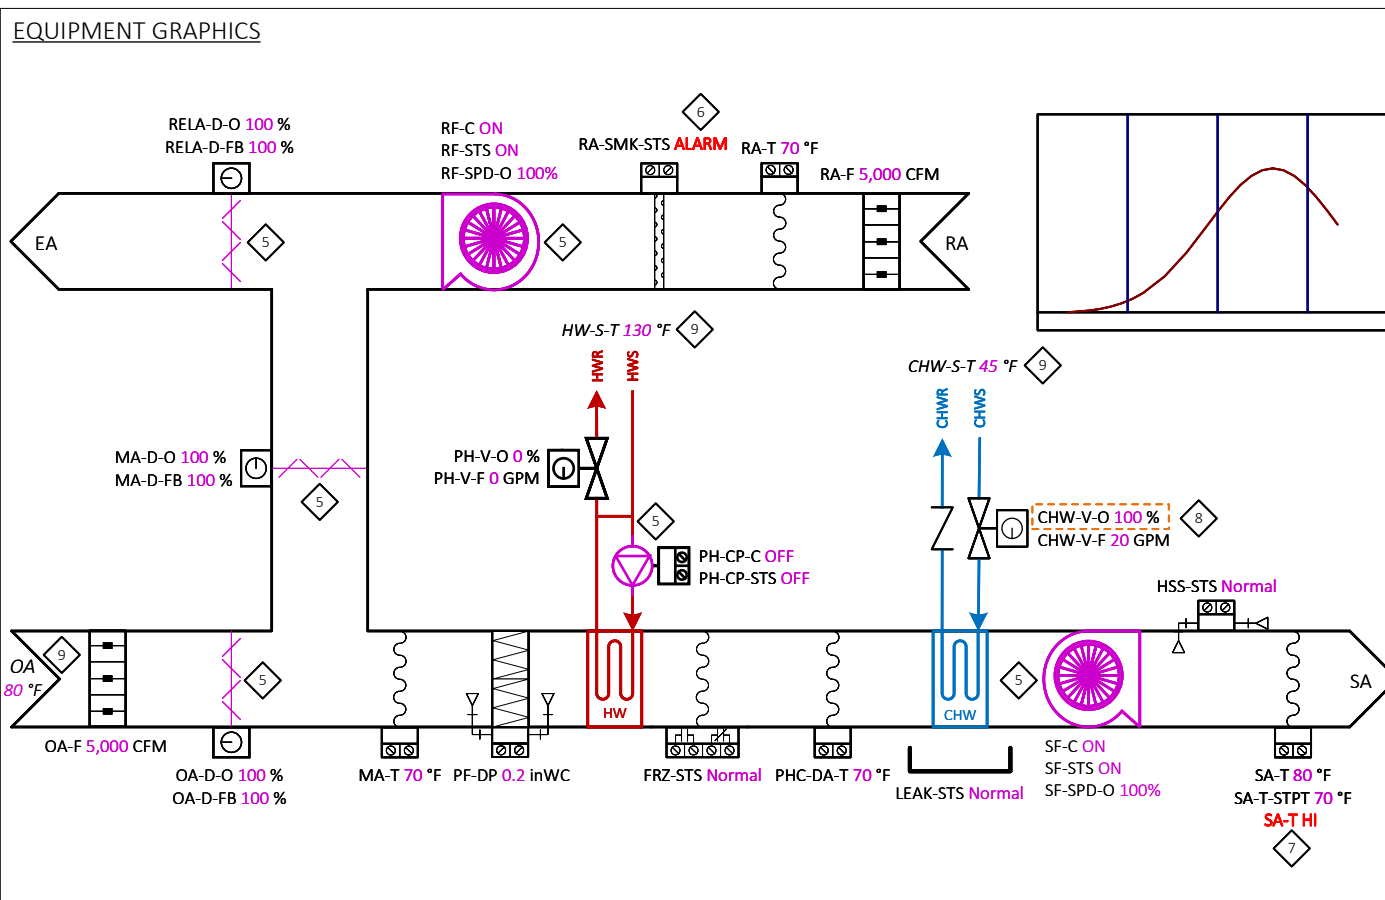 EQUIPMENT GRAPHICS
6
RELA-D-O 100 %
RELA-D-FB 100 %
RF-C ON
RF-STS ON
RF-SPD-O 100%
RA-SMK-STS ALARM
RA-T 70 °F
RA-F 5,000 CFM
EA
5
5
RA
HW-S-T 130 °F
9
HWR
HWS
CHW-S-T 45 °F
9
CHWR
CHWS
MA-D-O 100 %
MA-D-FB 100 %
5
PH-V-O 0 %
PH-V-F 0 GPM
5
CHW-V-O 100 %
CHW-V-F 20 GPM
8
PH-CP-C OFF
PH-CP-STS OFF
HSS-STS Normal
OA
80 °F
9
5
HW
CHW
5
SA
OA-F 5,000 CFM
OA-D-O 100 %
OA-D-FB 100 %
MA-T 70 °F
PF-DP 0.2 inWC
FRZ-STS Normal
PHC-DA-T 70 °F
LEAK-STS Normal
SF-C ON
SF-STS ON
SF-SPD-O 100%
SA-T 80 °F
SA-T-STPT 70 °F
SA-T HI
7